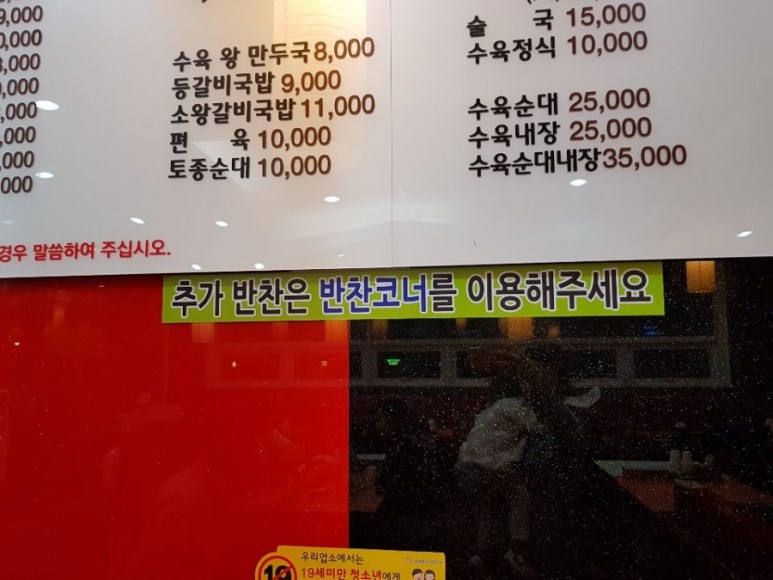 9,000
수육 왕 만두국 8,000
등갈비국밥 9,000
소왕갈비국밥 11,000
편 육 10,000
토종순대 10,000
술 국 15,000
수육정식 10,000
수육순대 25,000
수육내장 25,000
수육순대내장 35,000
경우 말씀하여 주십시오.
추가 반찬은 반찬코너를 이용해주세요
우리업소에서는
19 19세미만 청소년에게